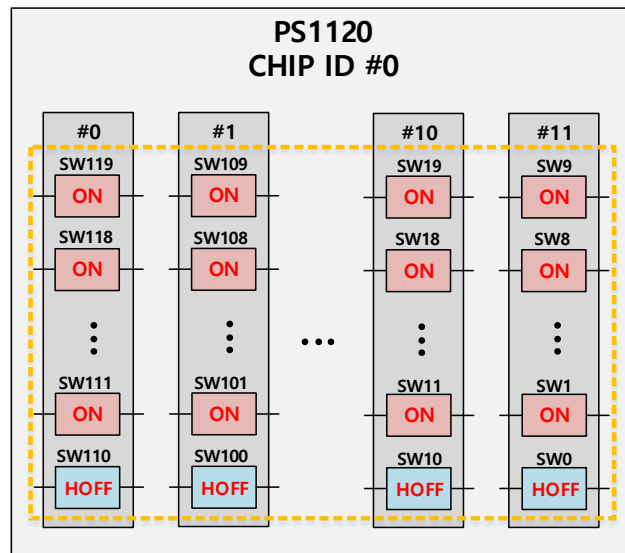 PS1120
CHIP ID #0
#0 #1 #10 #11
SW119 SW109 SW19 SW9
ON ON ON ON
SW118 SW108 SW18 SW8
ON ON ON ON
SW111 SW101 SW11 SW1
ON ON ON ON
SW110 SW100 SW10 SW0
HOFF HOFF HOFF HOFF